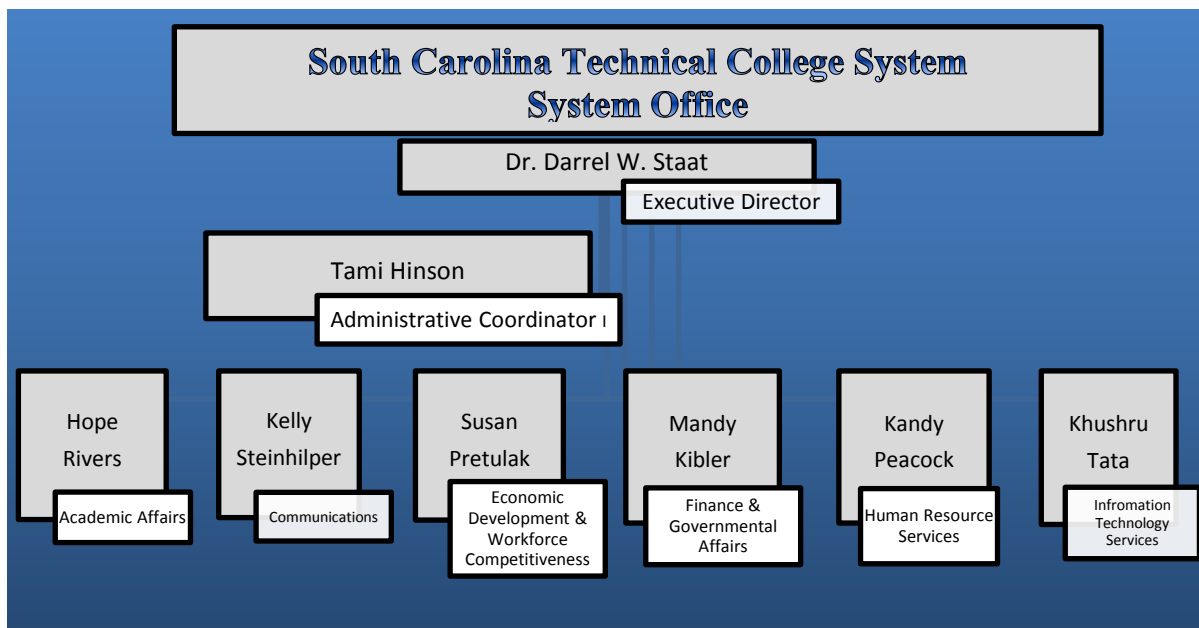 South Carolina Technical College System
System Office
Dr. Darrel W. Staat
Executive Director
Tami Hinson
Administrative Coordinator I
Hope
Rivers
Academic Affairs
Kelly
Steinhilper
Communications
Susan
Pretulak
Economic
Development &
Workforce
Competitiveness
Mandy
Kibler
Finance &
Governmental
Affairs
Kandy
Peacock
Human Resource
Services
Khushru
Tata
Infromation
Technology
Services